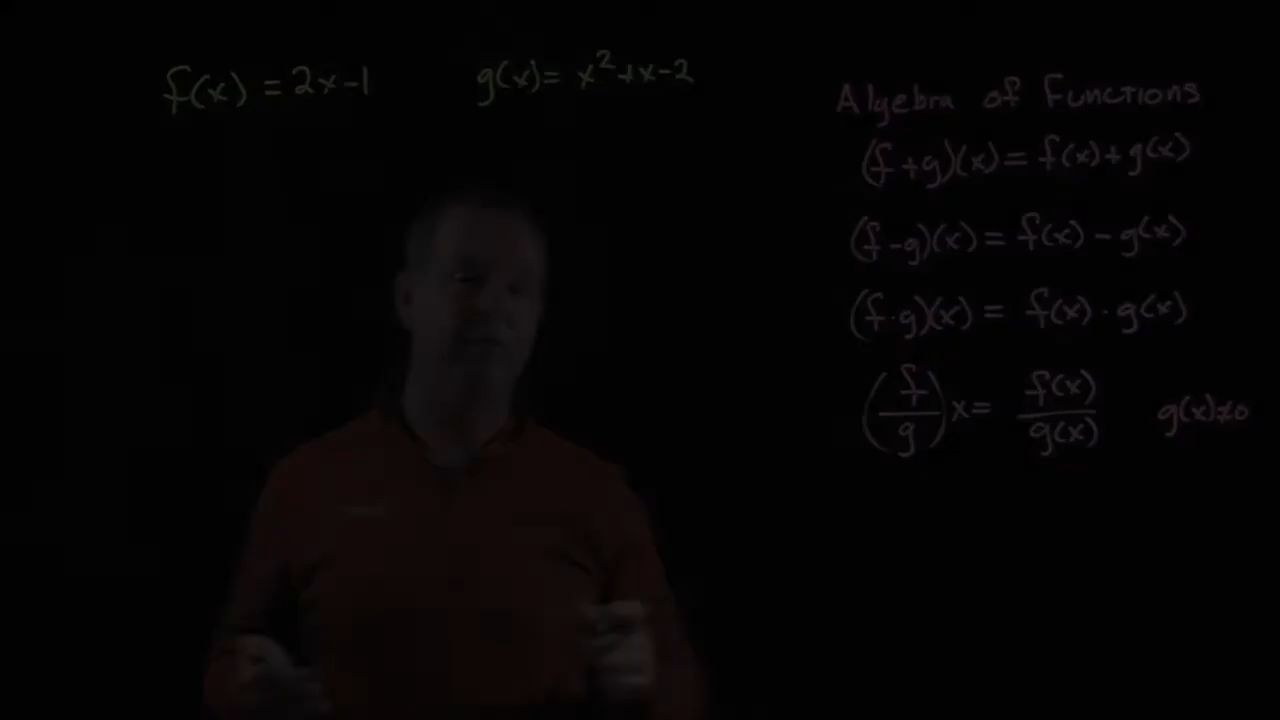 f(x) = 2x-1
g(x)= x²+x-2
Algebra of Functions
(f+g)(x)= f(x)+g(x)
(f-g)(x)= f(x)-g(x)
(f·g)(x)= f(x)·g(x)
(f/g)x= f(x)/g(x) g(x)≠0